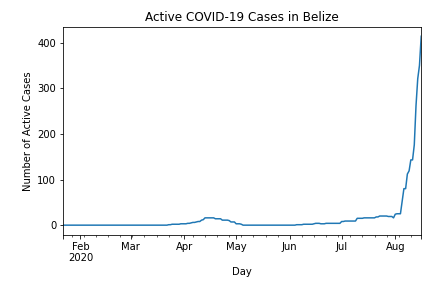 Active COVID-19 Cases in Belize
Number of Active Cases
400
300
200
100
0
Feb
2020
Mar
Apr
May
Jun
Jul
Aug
Day